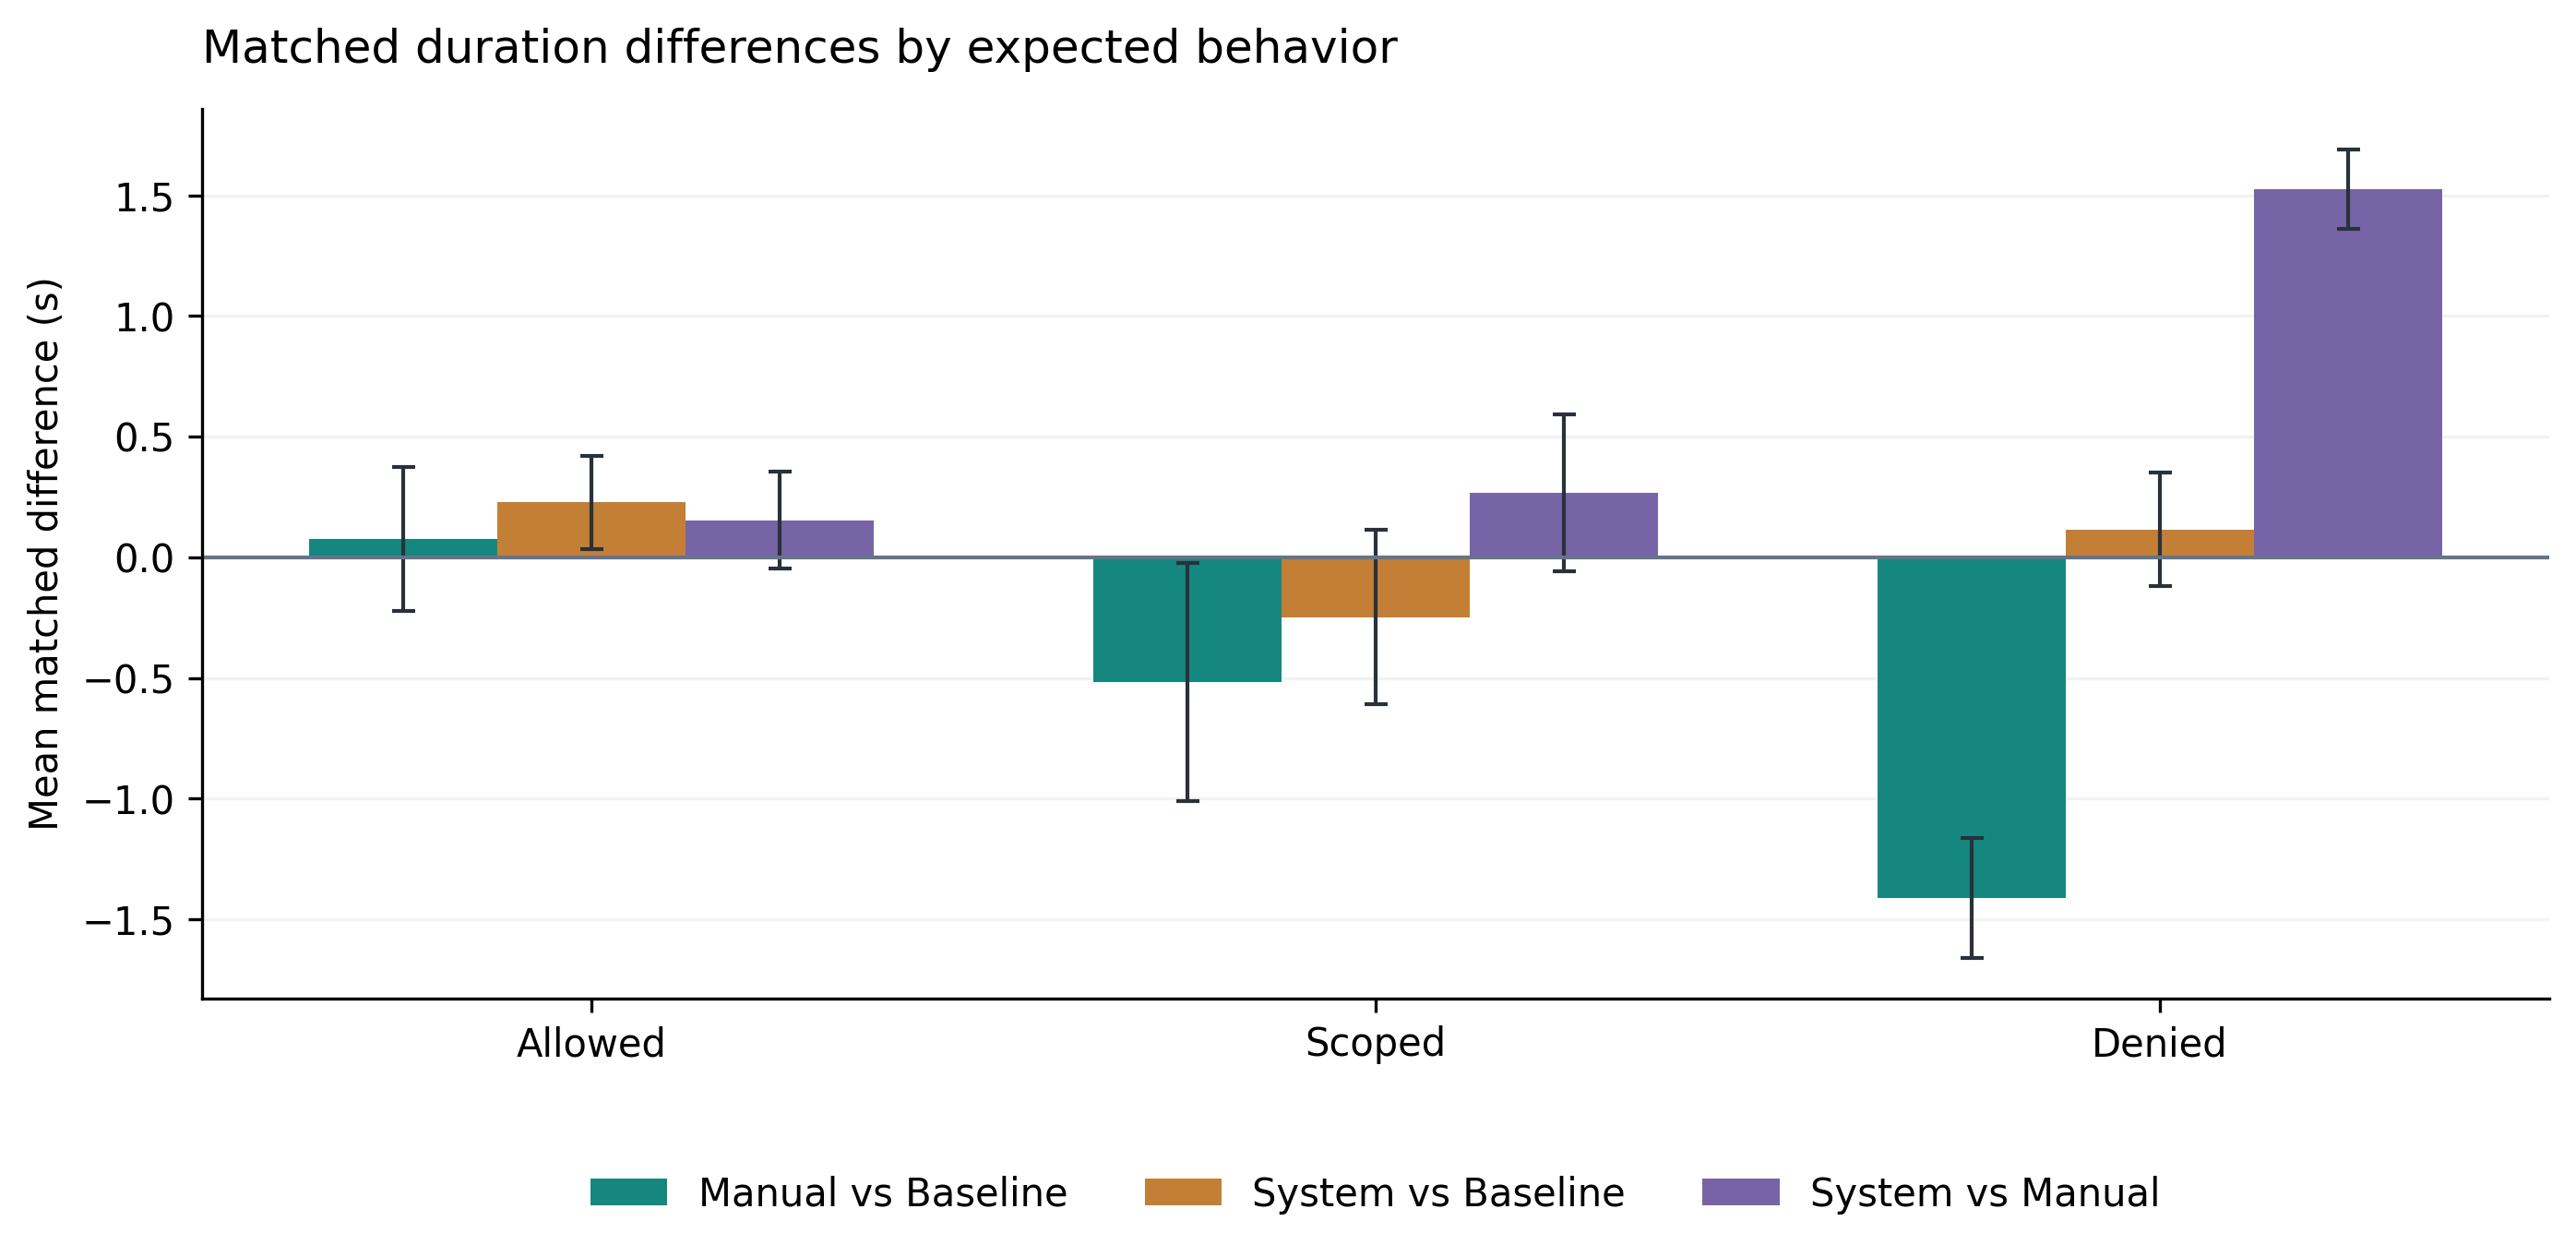 Matched duration differences by expected behavior
Mean matched difference (s)
1.5
1.0
0.5
0.0
−0.5
−1.0
−1.5
Allowed
Scoped
Denied
Manual vs Baseline
System vs Baseline
System vs Manual